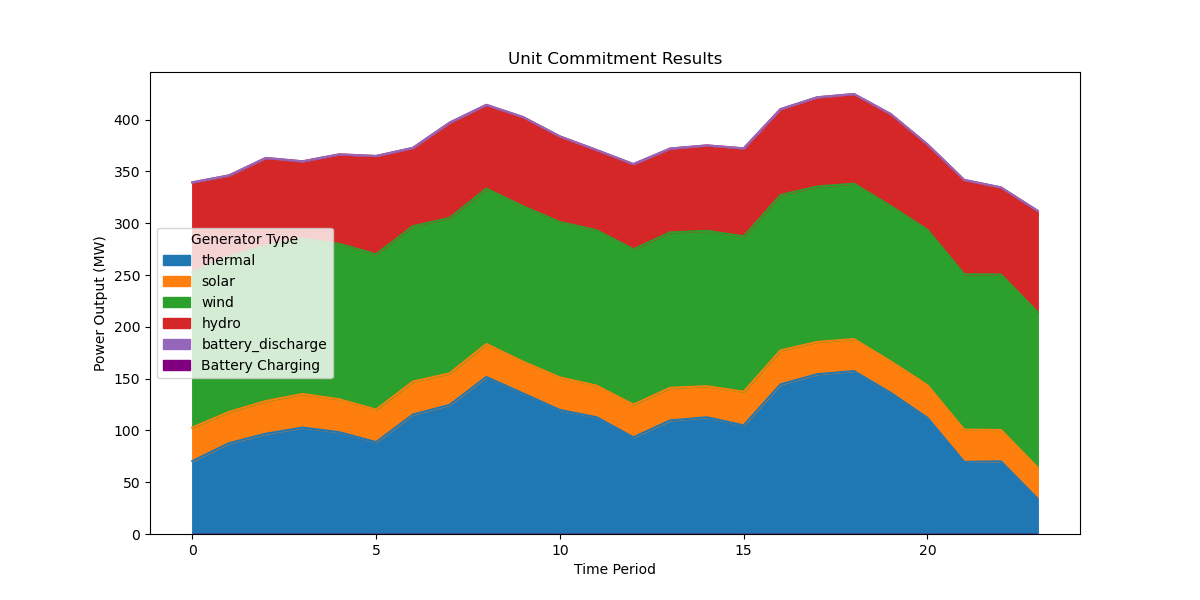 Unit Commitment Results
Power Output (MW)
400
350
300
250
200
150
100
50
0
Generator Type
thermal
solar
wind
hydro
battery_discharge
Battery Charging
0 5 10 15 20
Time Period